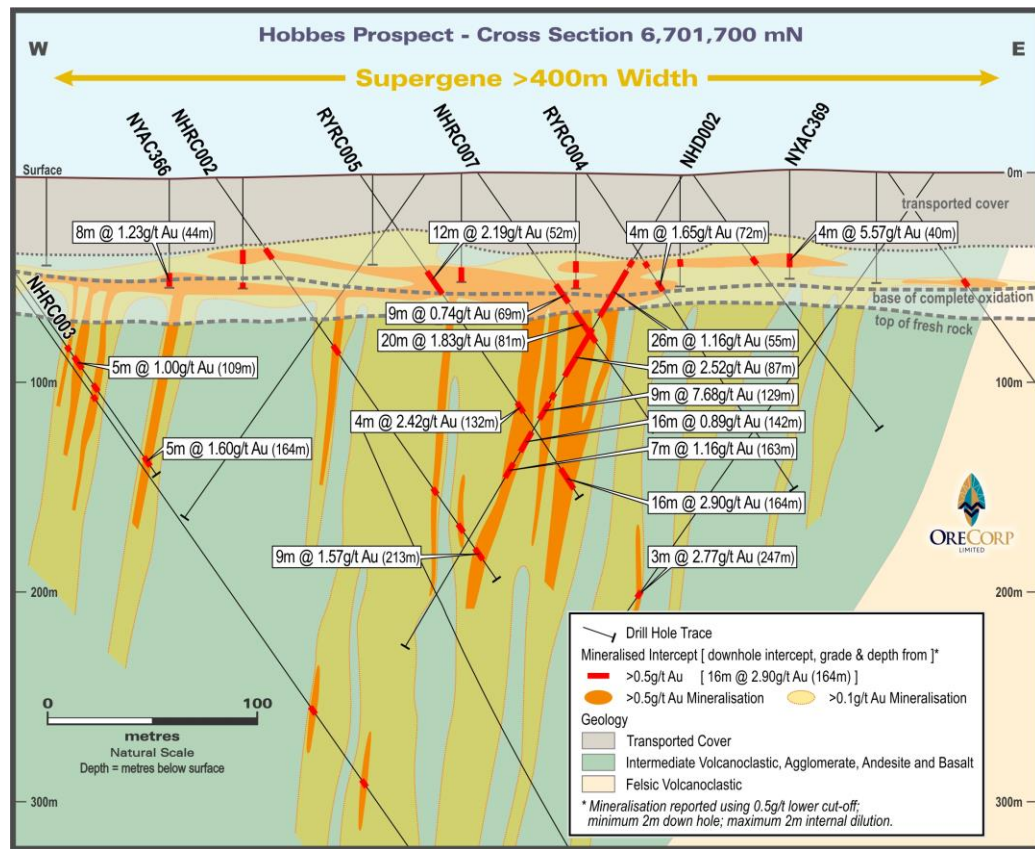 Hobbes Prospect - Cross Section 6,701,700 mN
W
E
Supergene >400m Width
NYAC366
NHRC002
RYRC005
NHRC007
RYRC004
NHD002
NYAC369
Surface
0m
transported cover
8m @ 1.23g/t Au (44m)
12m @ 2.19g/t Au (52m)
4m @ 1.65g/t Au (72m)
4m @ 5.57g/t Au (40m)
NHRC003
base of complete oxidation
9m @ 0.74g/t Au (69m)
top of fresh rock
20m @ 1.83g/t Au (81m)
26m @ 1.16g/t Au (55m)
5m @ 1.00g/t Au (109m)
25m @ 2.52g/t Au (87m)
100m
100m
9m @ 7.68g/t Au (129m)
4m @ 2.42g/t Au (132m)
16m @ 0.89g/t Au (142m)
5m @ 1.60g/t Au (164m)
7m @ 1.16g/t Au (163m)
16m @ 2.90g/t Au (164m)
ORECORP
LIMITED
9m @ 1.57g/t Au (213m)
3m @ 2.77g/t Au (247m)
200m
200m
Drill Hole Trace
Mineralised Intercept [ downhole intercept, grade & depth from ]*
>0.5g/t Au [ 16m @ 2.90g/t Au (164m) ]
>0.5g/t Au Mineralisation >0.1g/t Au Mineralisation
Geology
Transported Cover
Intermediate Volcanoclastic, Agglomerate, Andesite and Basalt
Felsic Volcanoclastic
* Mineralisation reported using 0.5g/t lower cut-off;
minimum 2m down hole; maximum 2m internal dilution.
0 100
metres
Natural Scale
Depth = metres below surface
300m
300m